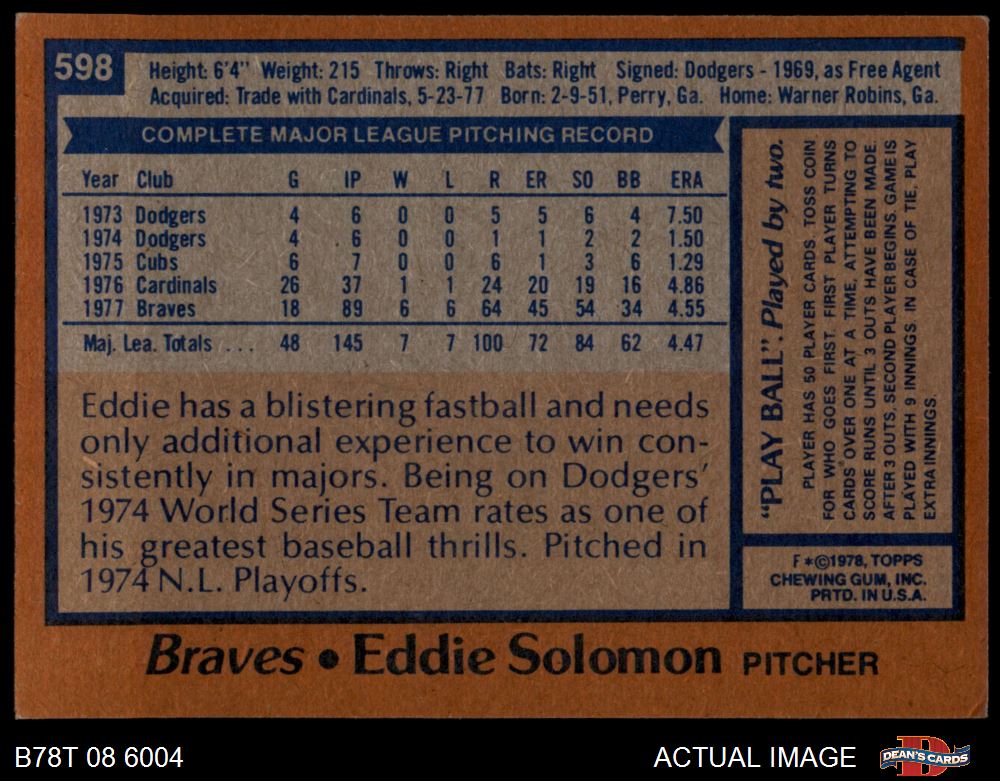 598
Height: 6'4" Weight: 215 Throws: Right Bats: Right Signed: Dodgers - 1969, as Free Agent
Acquired: Trade with Cardinals, 5-23-77 Born: 2-9-51, Perry, Ga. Home: Warner Robins, Ga.
COMPLETE MAJOR LEAGUE PITCHING RECORD
Year Club G IP W L R ER SO BB ERA
1973 Dodgers 4 6 0 0 5 5 6 4 7.50
1974 Dodgers 4 6 0 0 1 1 2 2 1.50
1975 Cubs 6 7 0 0 6 1 3 6 1.29
1976 Cardinals 26 37 1 1 24 20 19 16 4.86
1977 Braves 18 89 6 6 64 45 54 34 4.55
Maj. Lea. Totals ... 48 145 7 7 100 72 84 62 4.47
Eddie has a blistering fastball and needs
only additional experience to win con-
sistently in majors. Being on Dodgers'
1974 World Series Team rates as one of
his greatest baseball thrills. Pitched in
1974 N.L. Playoffs.
"PLAY BALL". Played by two.
PLAYER HAS 50 PLAYER CARDS. TOSS COIN
FOR WHO GOES FIRST. FIRST PLAYER TURNS
CARDS OVER ONE AT A TIME, ATTEMPTING TO
SCORE RUNS UNTIL 3 OUTS HAVE BEEN MADE.
AFTER 3 OUTS, SECOND PLAYER BEGINS. GAME IS
PLAYED WITH 9 INNINGS. IN CASE OF TIE, PLAY
EXTRA INNINGS.
F*©1978, TOPPS
CHEWING GUM, INC.
PRTD. IN U.S.A.
Braves • Eddie Solomon PITCHER
B78T 08 6004
ACTUAL IMAGE
D
DEAN'S CARDS